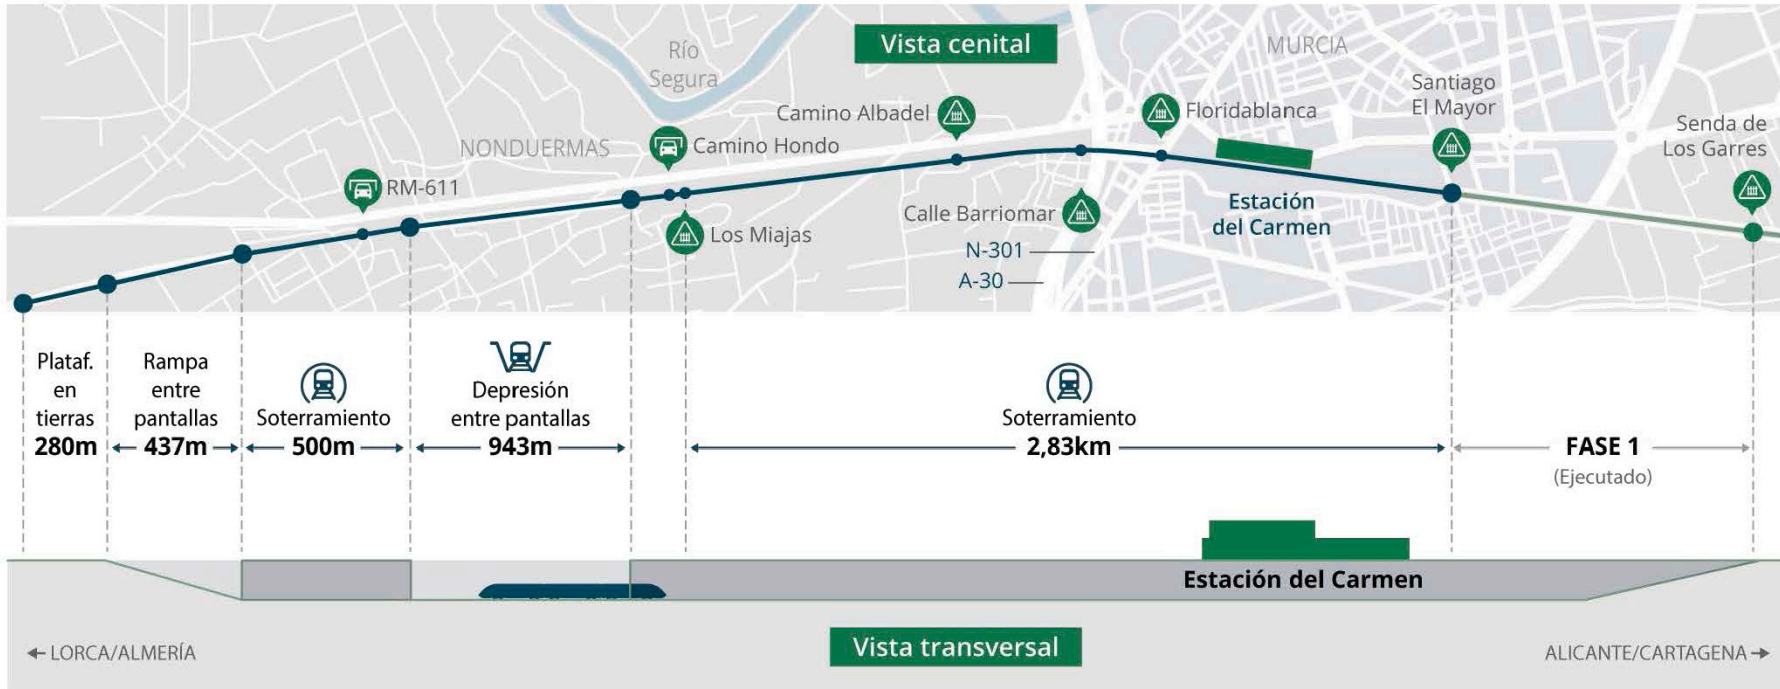 Vista cenital
Río
Segura
MURCIA
Santiago
El Mayor
Camino Albadel
Floridablanca
Senda de
Los Garres
NONDUERMAS
Camino Hondo
RM-611
Estación
del Carmen
Calle Barriomar
Los Miajas
N-301
A-30
Plataf.
en
tierras
280m
Rampa
entre
pantallas
437m
Soterramiento
500m
Depresión
entre pantallas
943m
Soterramiento
2,83km
FASE 1
(Ejecutado)
Estación del Carmen
Vista transversal
← LORCA/ALMERÍA
ALICANTE/CARTAGENA →